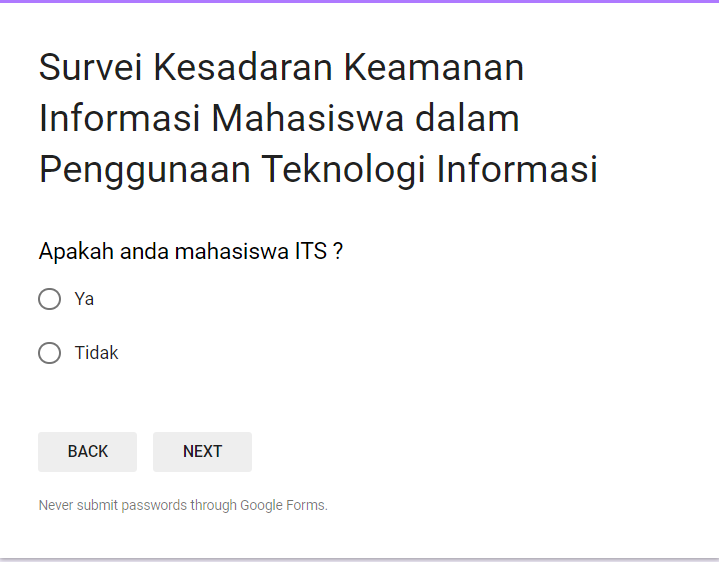 Survei Kesadaran Keamanan
Informasi Mahasiswa dalam
Penggunaan Teknologi Informasi
Apakah anda mahasiswa ITS ?
Ya
Tidak
BACK NEXT
Never submit passwords through Google Forms.